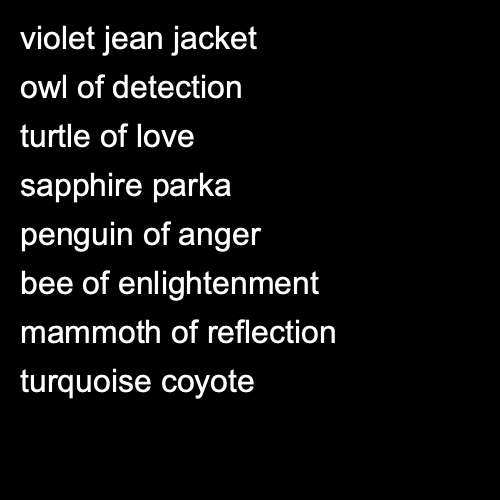 violet jean jacket
owl of detection
turtle of love
sapphire parka
penguin of anger
bee of enlightenment
mammoth of reflection
turquoise coyote